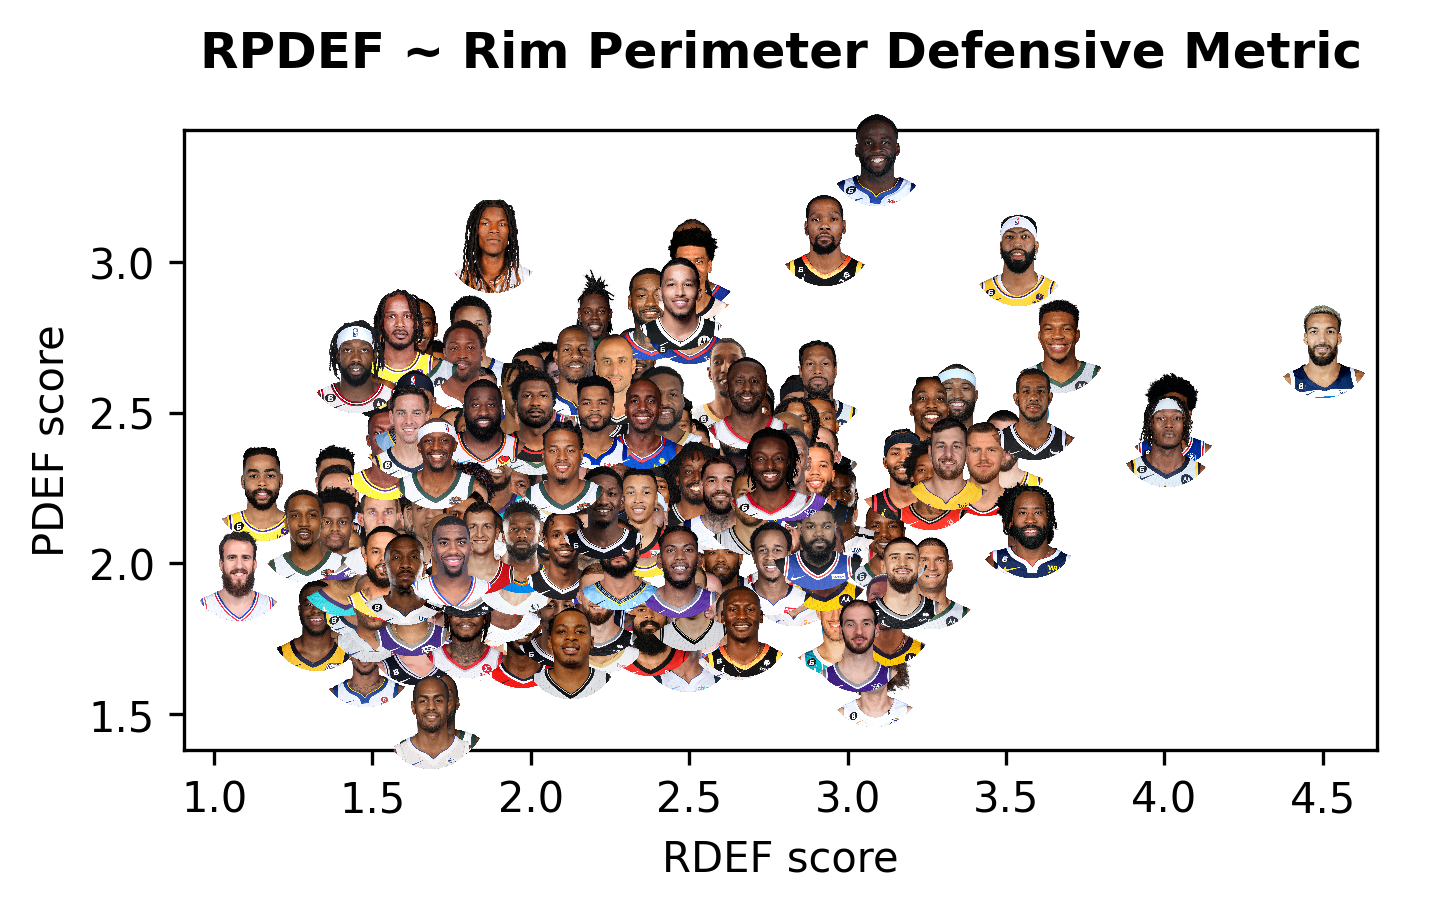 RPDEF ~ Rim Perimeter Defensive Metric
PDEF score
3.0
2.5
2.0
1.5
1.0 1.5 2.0 2.5 3.0 3.5 4.0 4.5
RDEF score